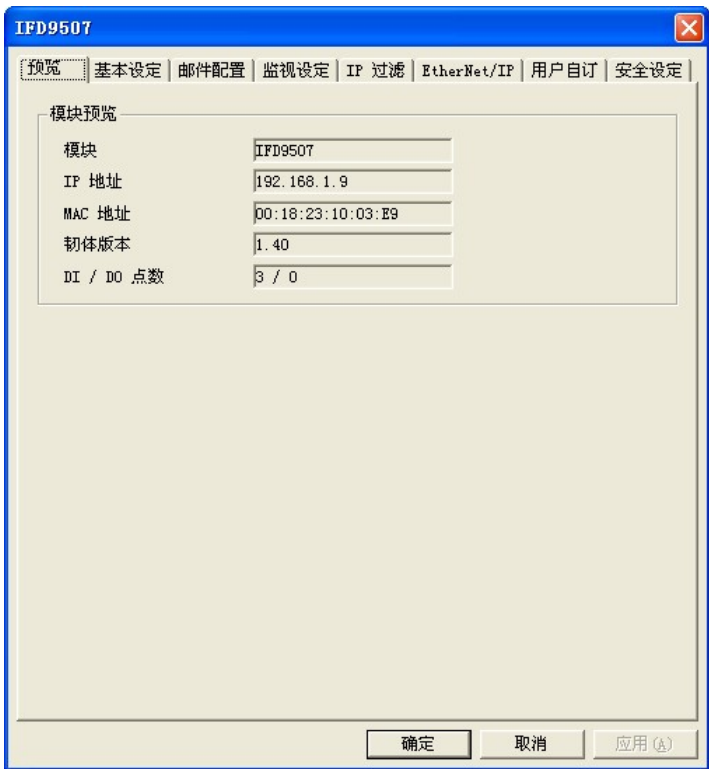 IFD9507
预览 基本设定 邮件配置 监视设定 IP 过滤 EtherNet/IP 用户自订 安全设定
模块预览
模块 IFD9507
IP 地址 192.168.1.9
MAC 地址 00:18:23:10:03:E9
韧体版本 1.40
DI / DO 点数 3 / 0
确定 取消 应用(A)